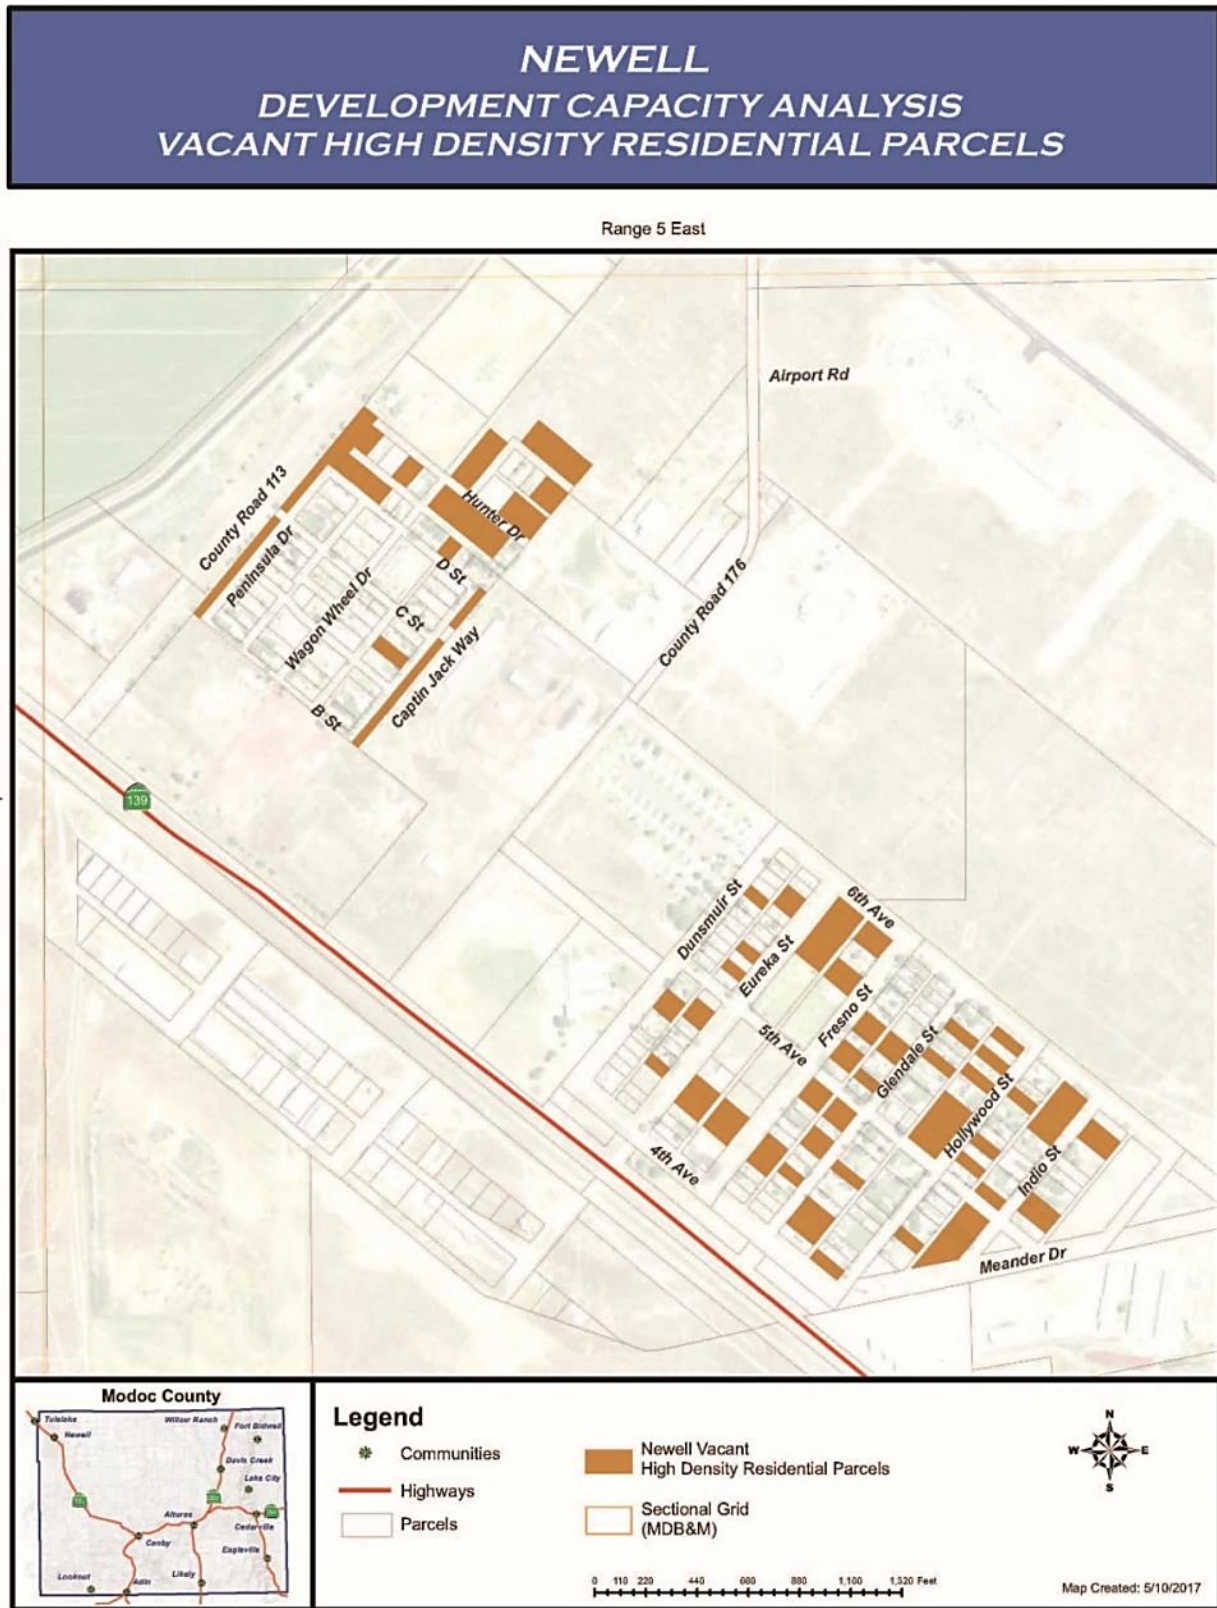 NEWELL
DEVELOPMENT CAPACITY ANALYSIS
VACANT HIGH DENSITY RESIDENTIAL PARCELS
Range 5 East
Airport Rd
County Road 113
Hunter Dr
Peninsula Dr
D St
Wagon Wheel Dr
County Road 176
C St
Captin Jack Way
B St
139
6th Ave
Dunsmuir St
Eureka St
Fresno St
5th Ave
Glendale St
Hollywood St
4th Ave
Indio St
Meander Dr
Modoc County
Tulelake
Newell
Willow Ranch
Fort Bidwell
Davis Creek
Lake City
Alturas
Cedarville
Canby
Eagleville
Lookout
Adin
Likely
Legend
Communities
Highways
Parcels
Newell Vacant
High Density Residential Parcels
Sectional Grid
(MDB&M)
N
W E
S
0 110 220 440 660 880 1,100 1,320 Feet
Map Created: 5/10/2017